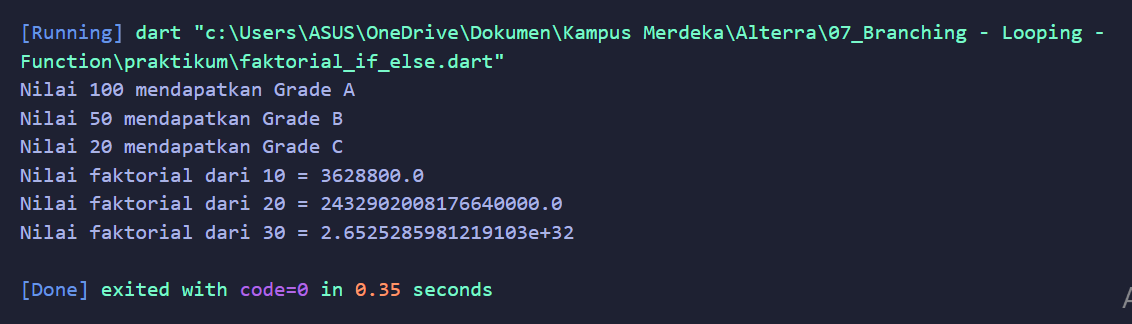 [Running] dart "c:\Users\ASUS\OneDrive\Dokumen\Kampus Merdeka\Alterra\07_Branching - Looping -
Function\praktikum\faktorial_if_else.dart"
Nilai 100 mendapatkan Grade A
Nilai 50 mendapatkan Grade B
Nilai 20 mendapatkan Grade C
Nilai faktorial dari 10 = 3628800.0
Nilai faktorial dari 20 = 2432902008176640000.0
Nilai faktorial dari 30 = 2.6525285981219103e+32
[Done] exited with code=0 in 0.35 seconds